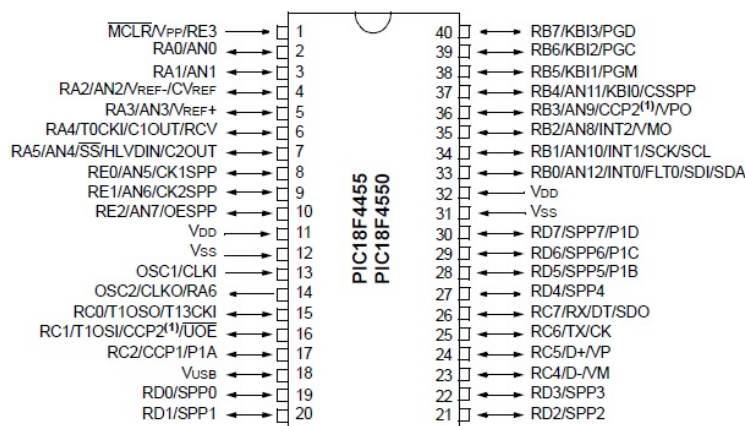 MCLR/VPP/RE3 1 40 RB7/KBI3/PGD
RA0/AN0 2 39 RB6/KBI2/PGC
RA1/AN1 3 38 RB5/KBI1/PGM
RA2/AN2/VREF-/CVREF 4 37 RB4/AN11/KBI0/CSSPP
RA3/AN3/VREF+ 5 36 RB3/AN9/CCP2(1)/VPO
RA4/T0CKI/C1OUT/RCV 6 35 RB2/AN8/INT2/VMO
RA5/AN4/SS/HLVDIN/C2OUT 7 34 RB1/AN10/INT1/SCK/SCL
RE0/AN5/CK1SPP 8 33 RB0/AN12/INT0/FLT0/SDI/SDA
RE1/AN6/CK2SPP 9 32 VDD
RE2/AN7/OESPP 10 31 VSS
VDD 11 30 RD7/SPP7/P1D
VSS 12 29 RD6/SPP6/P1C
OSC1/CLKI 13 28 RD5/SPP5/P1B
OSC2/CLKO/RA6 14 27 RD4/SPP4
RC0/T1OSO/T13CKI 15 26 RC7/RX/DT/SDO
RC1/T1OSI/CCP2(1)/UOE 16 25 RC6/TX/CK
RC2/CCP1/P1A 17 24 RC5/D+/VP
VUSB 18 23 RC4/D-/VM
RD0/SPP0 19 22 RD3/SPP3
RD1/SPP1 20 21 RD2/SPP2
PIC18F4455
PIC18F4550